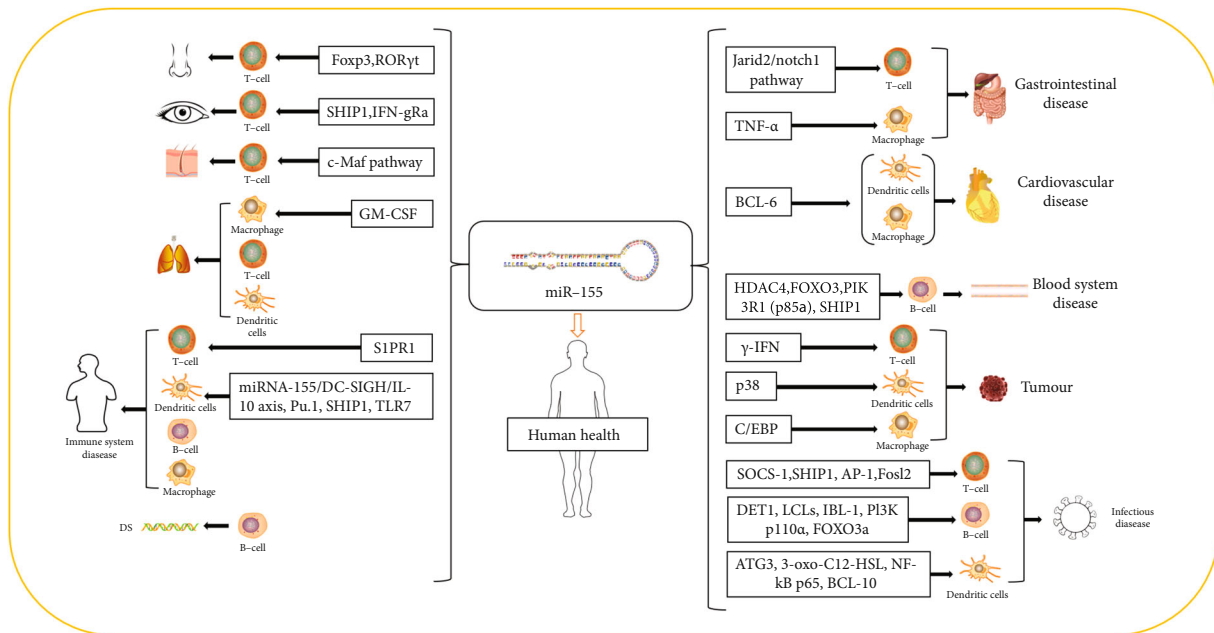 Foxp3,RORγt
T–cell
SHIP1,IFN-gRa
T–cell
c-Maf pathway
T–cell
GM–CSF
Macrophage
T–cell
Dendritic
cells
S1PR1
T–cell
miRNA-155/DC-SIGH/IL-
10 axis, Pu.1, SHIP1, TLR7
Dendritic cells
B–cell
Macrophage
Immune system
diasease
DS
B–cell
miR–155
Human health
Jarid2/notch1
pathway
T–cell
TNF-α
Macrophage
Gastrointestinal
disease
BCL-6
Dendritic cells
Macrophage
Cardiovascular
disease
HDAC4,FOXO3,PIK
3R1 (p85a), SHIP1
B–cell
Blood system
disease
γ-IFN
T–cell
p38
Dendritic cells
C/EBP
Macrophage
Tumour
SOCS-1,SHIP1, AP-1,Fosl2
T–cell
DET1, LCLs, IBL-1, Pl3K
p110α, FOXO3a
B–cell
ATG3, 3-oxo-C12-HSL, NF-
kB p65, BCL-10
Dendritic cells
Infectious
diasease